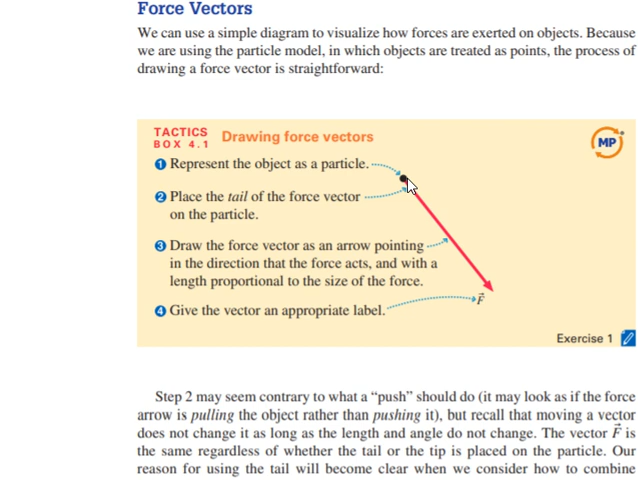 Force Vectors
We can use a simple diagram to visualize how forces are exerted on objects. Because
we are using the particle model, in which objects are treated as points, the process of
drawing a force vector is straightforward:
TACTICS
BOX 4.1
Drawing force vectors
MP
1 Represent the object as a particle.
2 Place the tail of the force vector
on the particle.
3 Draw the force vector as an arrow pointing
in the direction that the force acts, and with a
length proportional to the size of the force.
4 Give the vector an appropriate label.
F⃗
Exercise 1
Step 2 may seem contrary to what a “push” should do (it may look as if the force
arrow is pulling the object rather than pushing it), but recall that moving a vector
does not change it as long as the length and angle do not change. The vector F⃗ is
the same regardless of whether the tail or the tip is placed on the particle. Our
reason for using the tail will become clear when we consider how to combine